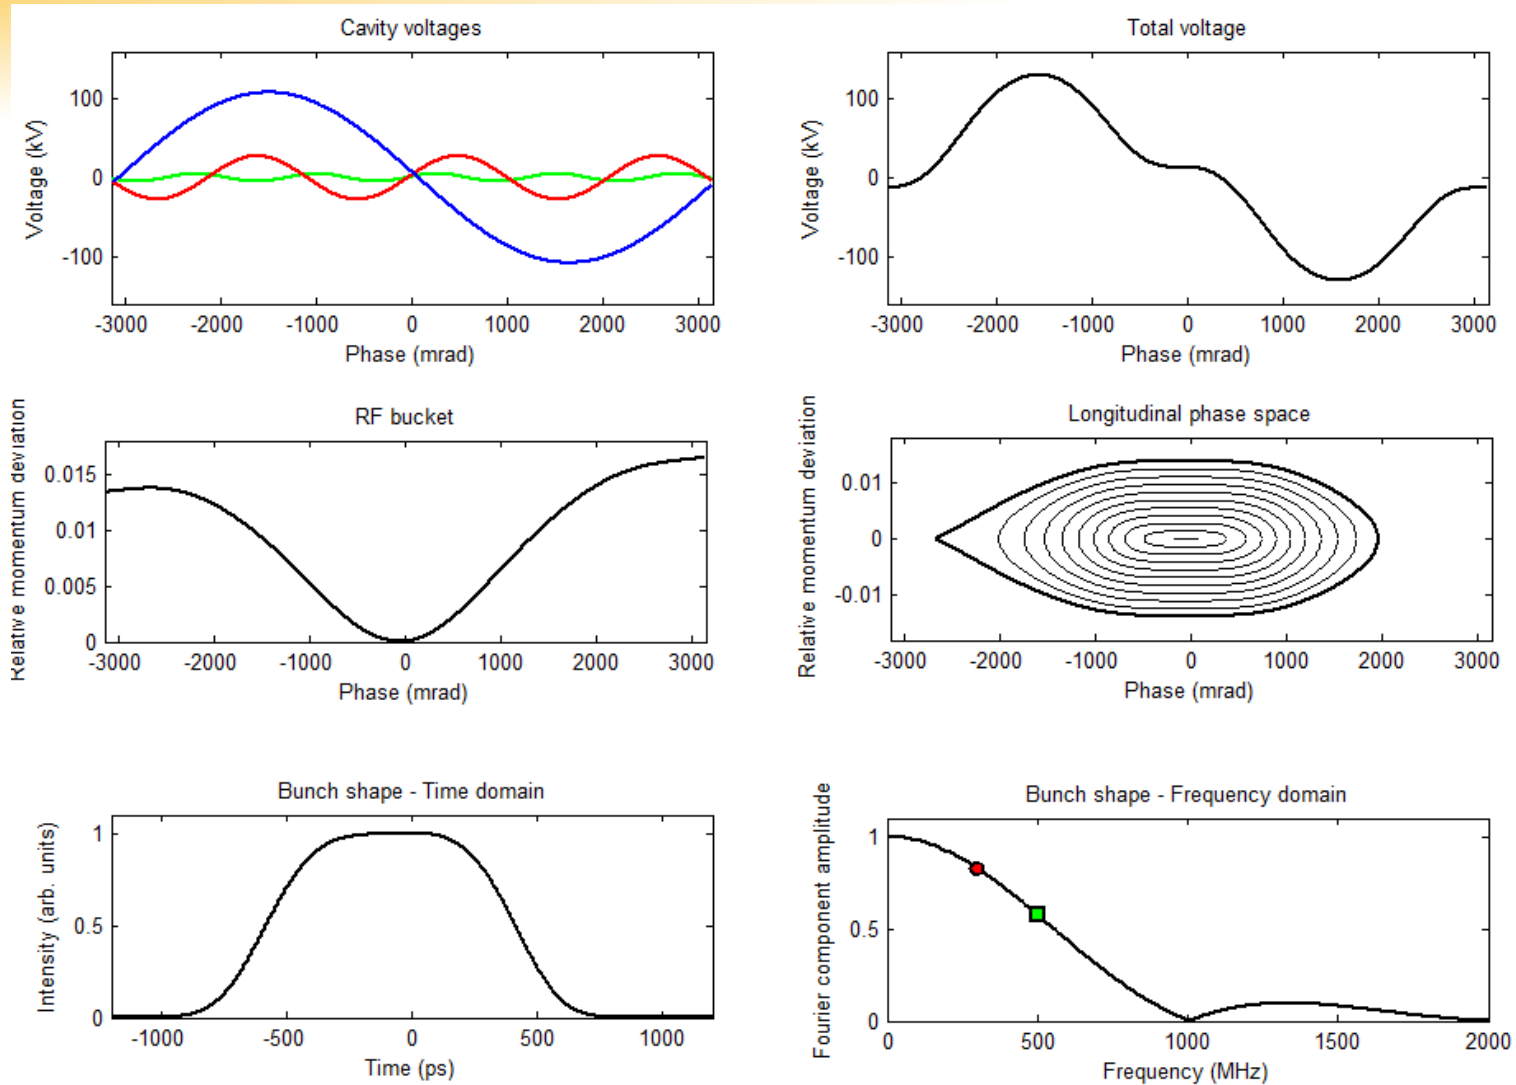 Cavity voltages
Voltage (kV)
100
0
-100
-3000 -2000 -1000 0 1000 2000 3000
Phase (mrad)
Total voltage
Voltage (kV)
100
0
-100
-3000 -2000 -1000 0 1000 2000 3000
Phase (mrad)
RF bucket
Relative momentum deviation
0.015
0.01
0.005
0
-3000 -2000 -1000 0 1000 2000 3000
Phase (mrad)
Longitudinal phase space
Relative momentum deviation
0.01
0
-0.01
-3000 -2000 -1000 0 1000 2000 3000
Phase (mrad)
Bunch shape - Time domain
Intensity (arb. units)
1
0.5
0
-1000 -500 0 500 1000
Time (ps)
Bunch shape - Frequency domain
Fourier component amplitude
1
0.5
0
0 500 1000 1500 2000
Frequency (MHz)